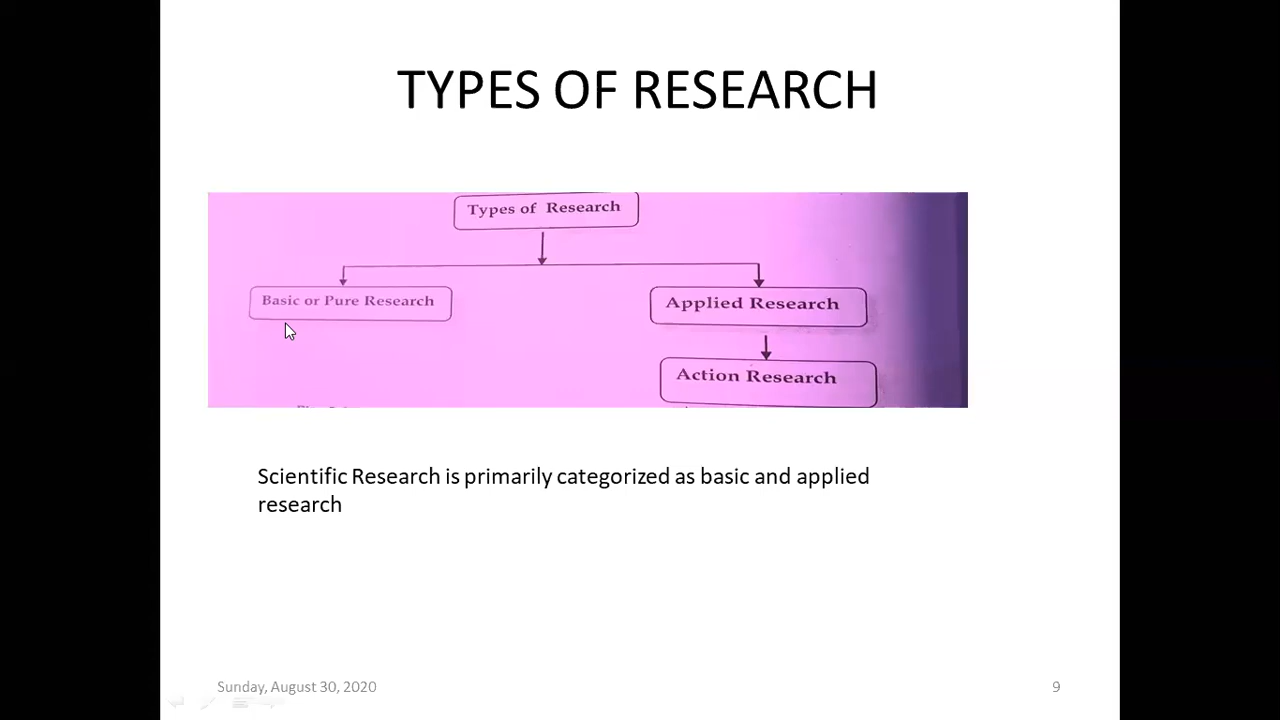 TYPES OF RESEARCH
Types of Research
Basic or Pure Research
Applied Research
Action Research
Scientific Research is primarily categorized as basic and applied
research
Sunday, August 30, 2020
9